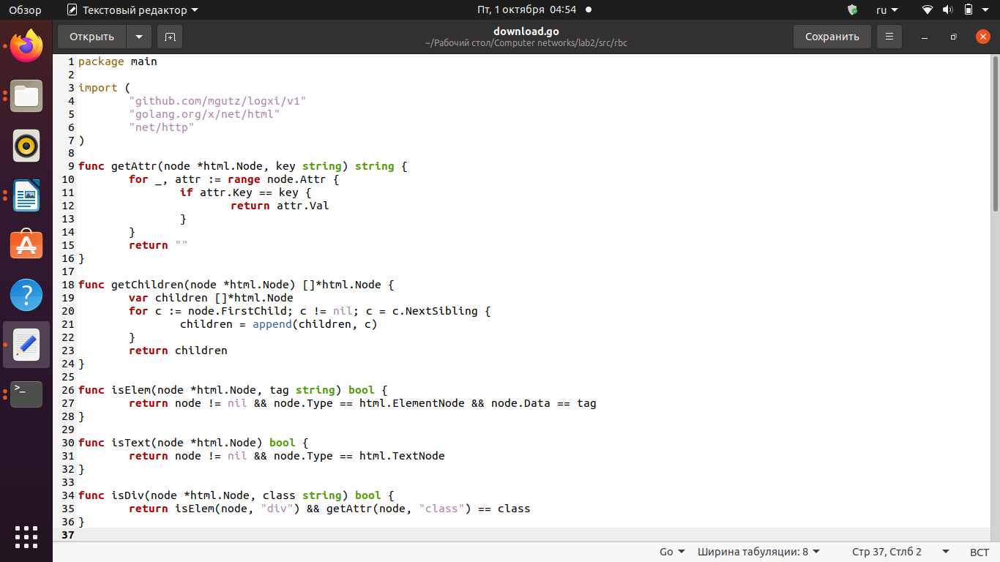 Обзор
Текстовый редактор
Пт, 1 октября 04:54
ru
Открыть
download.go
~/Рабочий стол/Computer networks/lab2/src/rbc
Сохранить
1 package main
2
3 import (
4         "github.com/mgutz/logxi/v1"
5         "golang.org/x/net/html"
6         "net/http"
7 )
8
9 func getAttr(node *html.Node, key string) string {
10         for _, attr := range node.Attr {
11                 if attr.Key == key {
12                         return attr.Val
13                 }
14         }
15         return ""
16 }
17
18 func getChildren(node *html.Node) []*html.Node {
19         var children []*html.Node
20         for c := node.FirstChild; c != nil; c = c.NextSibling {
21                 children = append(children, c)
22         }
23         return children
24 }
25
26 func isElem(node *html.Node, tag string) bool {
27         return node != nil && node.Type == html.ElementNode && node.Data == tag
28 }
29
30 func isText(node *html.Node) bool {
31         return node != nil && node.Type == html.TextNode
32 }
33
34 func isDiv(node *html.Node, class string) bool {
35         return isElem(node, "div") && getAttr(node, "class") == class
36 }
37
Go
Ширина табуляции: 8
Стр 37, Стлб 2
ВСТ